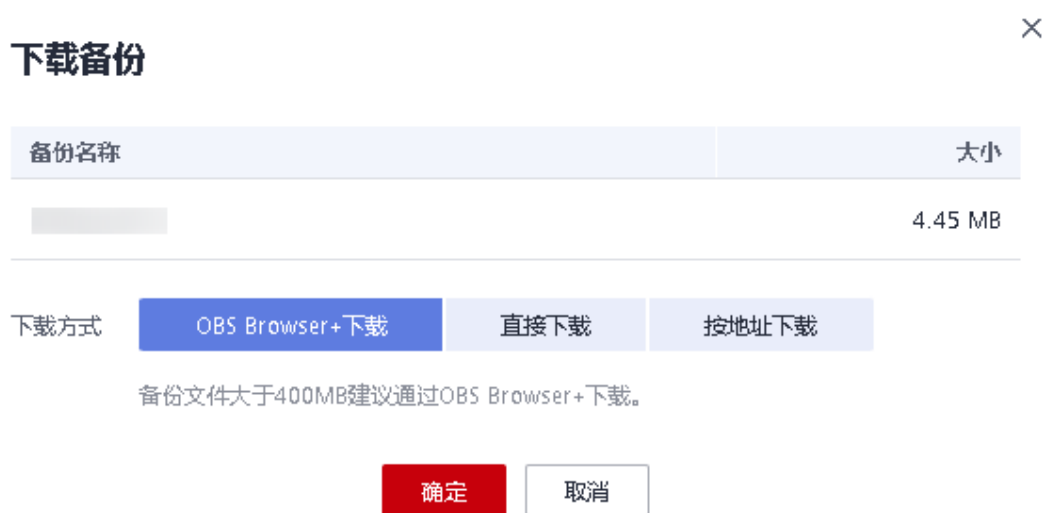 下载备份
备份名称 大小
4.45 MB
下载方式 OBS Browser+下载 直接下载 按地址下载
备份文件大于400MB建议通过OBS Browser+下载。
确定 取消